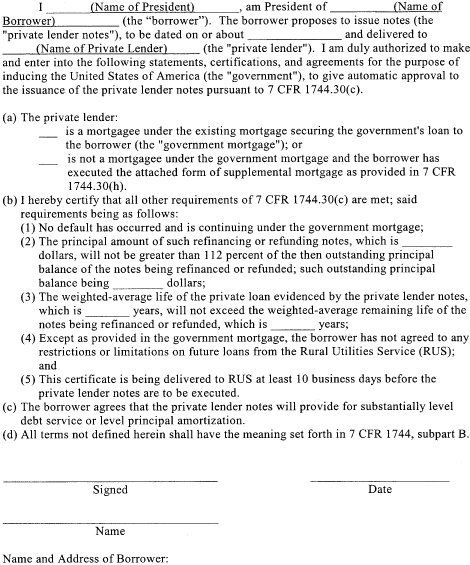 I ______(Name of President)______, am President of __________(Name of
Borrower)__________ (the “borrower”). The borrower proposes to issue notes (the
"private lender notes"), to be dated on or about ______________ and delivered to
_____(Name of Private Lender)_____ (the "private lender"). I am duly authorized to make
and enter into the following statements, certifications, and agreements for the purpose of
inducing the United States of America (the "government"), to give automatic approval to
the issuance of the private lender notes pursuant to 7 CFR 1744.30(c).
(a) The private lender:
___ is a mortgagee under the existing mortgage securing the government's loan to
the borrower (the "government mortgage"); or
___ is not a mortgagee under the government mortgage and the borrower has
executed the attached form of supplemental mortgage as provided in 7 CFR
1744.30(h).
(b) I hereby certify that all other requirements of 7 CFR 1744.30(c) are met; said
requirements being as follows:
(1) No default has occurred and is continuing under the government mortgage;
(2) The principal amount of such refinancing or refunding notes, which is ________
dollars, will not be greater than 112 percent of the then outstanding principal
balance of the notes being refinanced or refunded; such outstanding principal
balance being _________ dollars;
(3) The weighted-average life of the private loan evidenced by the private lender notes,
which is _______ years, will not exceed the weighted-average remaining life of the
notes being refinanced or refunded, which is _______ years;
(4) Except as provided in the government mortgage, the borrower has not agreed to any
restrictions or limitations on future loans from the Rural Utilities Service (RUS);
and
(5) This certificate is being delivered to RUS at least 10 business days before the
private lender notes are to be executed.
(c) The borrower agrees that the private lender notes will provide for substantially level
debt service or level principal amortization.
(d) All terms not defined herein shall have the meaning set forth in 7 CFR 1744, subpart B.
Signed Date
Name
Name and Address of Borrower: